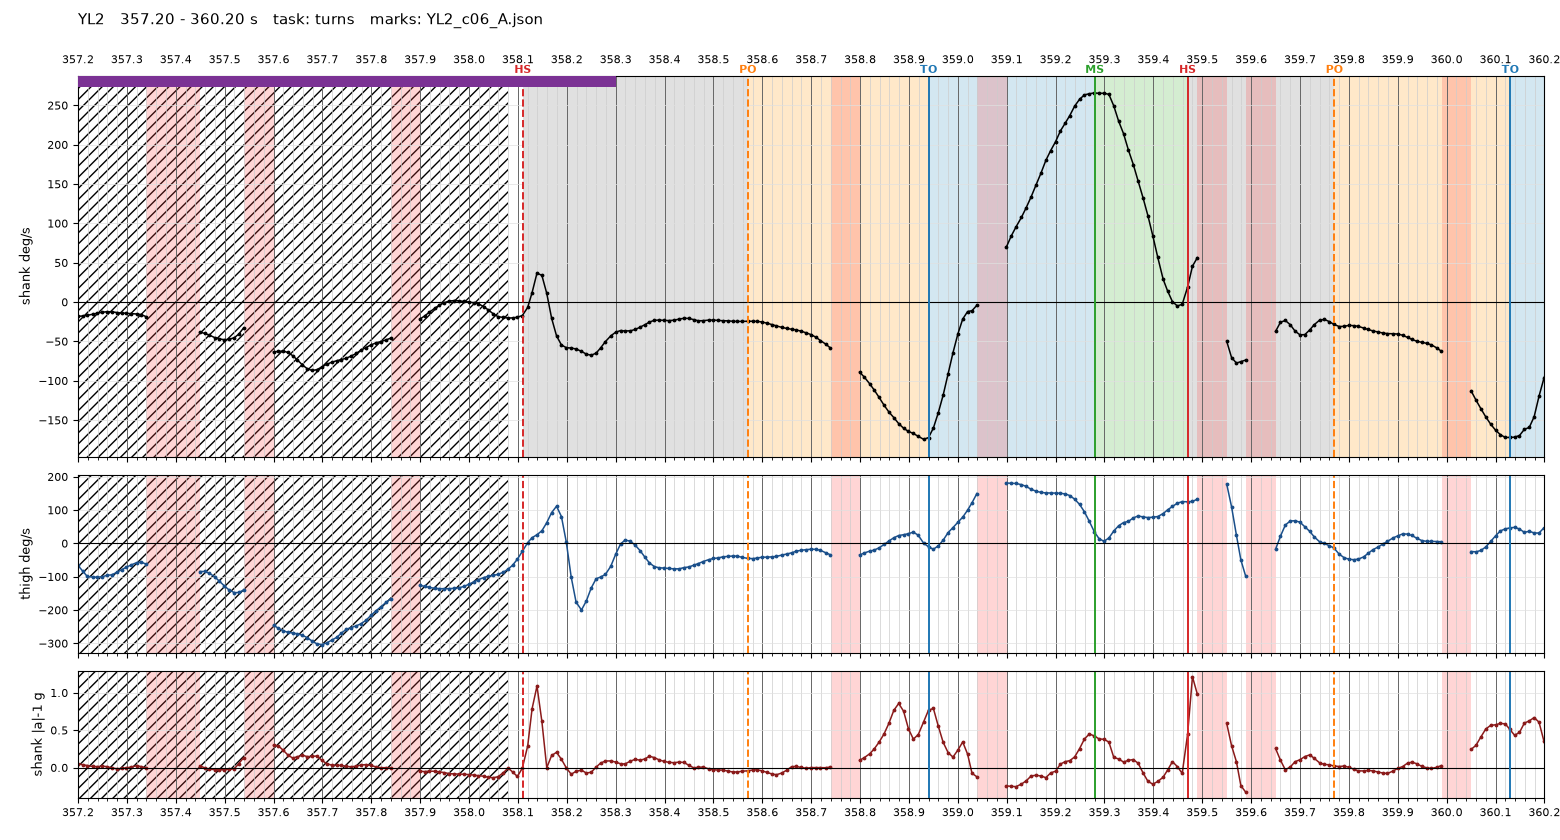 YL2   357.20 - 360.20 s   task: turns   marks: YL2_c06_A.json
357.2 357.3 357.4 357.5 357.6 357.7 357.8 357.9 358.0 358.1 358.2 358.3 358.4 358.5 358.6 358.7 358.8 358.9 359.0 359.1 359.2 359.3 359.4 359.5 359.6 359.7 359.8 359.9 360.0 360.1 360.2
HS PO TO MS HS PO TO
shank deg/s
250
200
150
100
50
0
−50
−100
−150
thigh deg/s
200
100
0
−100
−200
−300
shank |a|-1 g
1.0
0.5
0.0
357.2 357.3 357.4 357.5 357.6 357.7 357.8 357.9 358.0 358.1 358.2 358.3 358.4 358.5 358.6 358.7 358.8 358.9 359.0 359.1 359.2 359.3 359.4 359.5 359.6 359.7 359.8 359.9 360.0 360.1 360.2